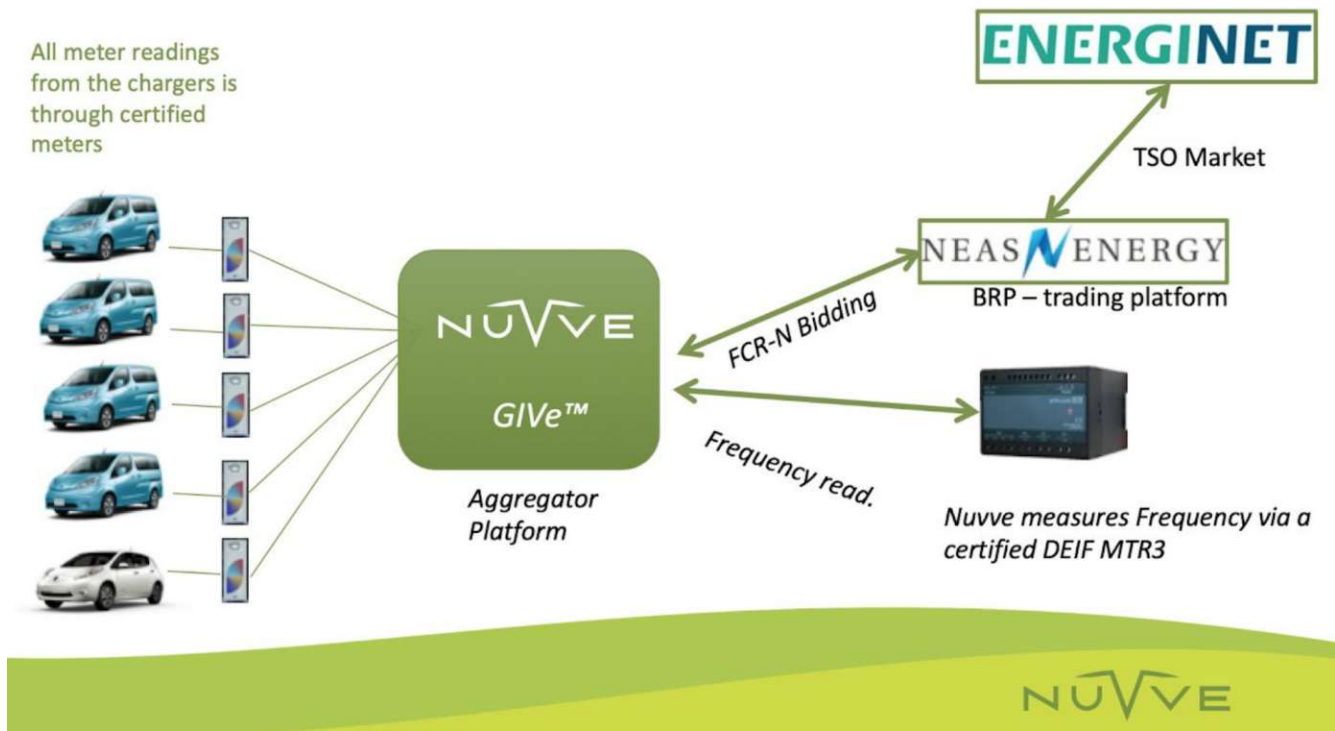 All meter readings
from the chargers is
through certified
meters
ENERGINET
TSO Market
NEAS ENERGY
BRP – trading platform
FCR-N Bidding
NUVVE
GIVe™
Aggregator
Platform
Frequency read.
Nuvve measures Frequency via a
certified DEIF MTR3
NUVVE